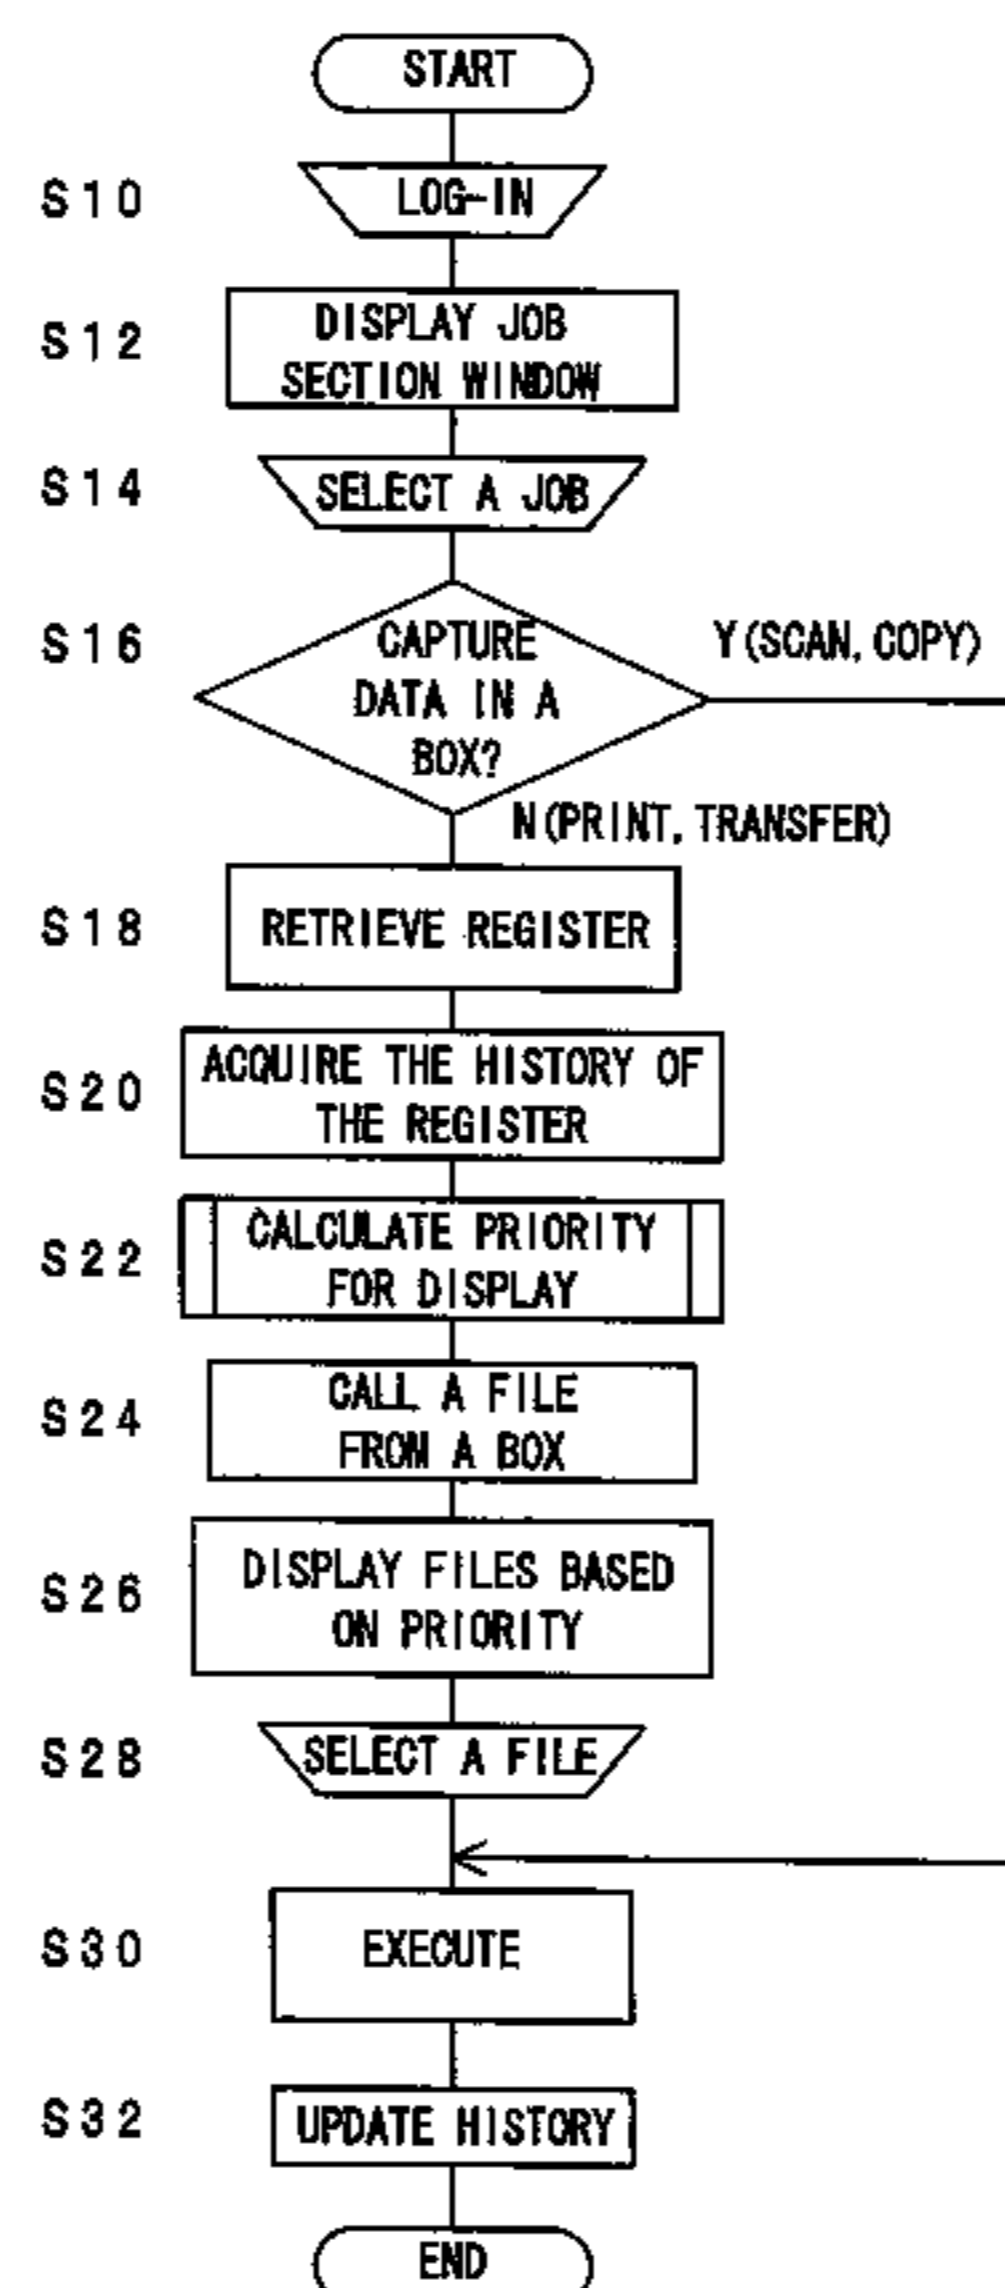 START
S10
LOG-IN
S12
DISPLAY JOB
SECTION WINDOW
S14
SELECT A JOB
S16
CAPTURE
DATA IN A
BOX?
Y(SCAN,COPY)
N(PRINT,TRANSFER)
S18
RETRIEVE REGISTER
S20
ACQUIRE THE HISTORY OF
THE REGISTER
S22
CALCULATE PRIORITY
FOR DISPLAY
S24
CALL A FILE
FROM A BOX
S26
DISPLAY FILES BASED
ON PRIORITY
S28
SELECT A FILE
S30
EXECUTE
S32
UPDATE HISTORY
END